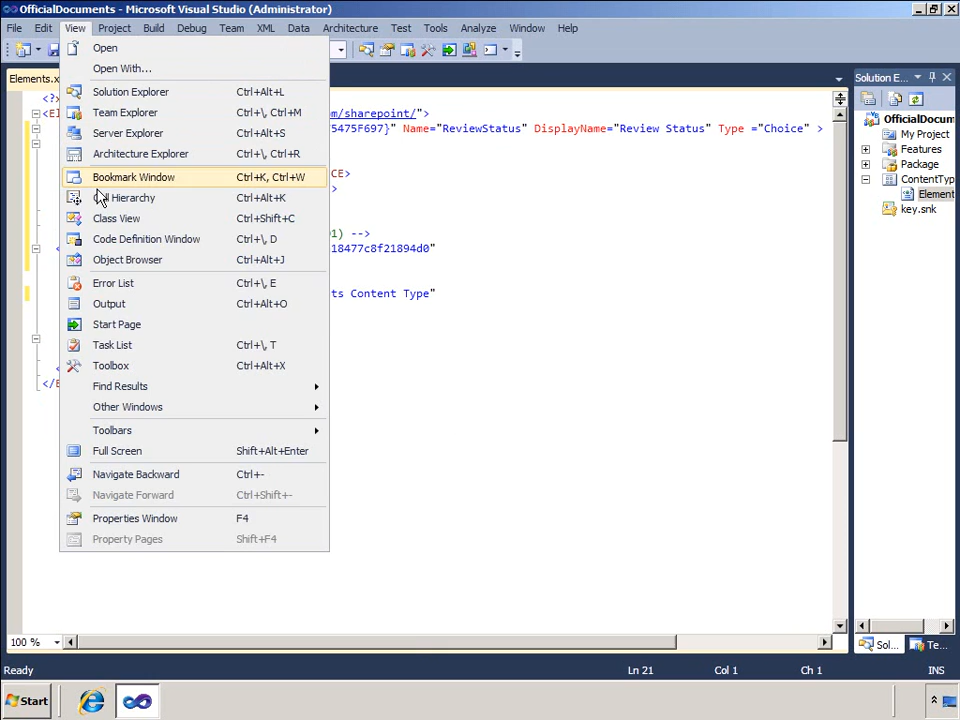 OfficialDocuments - Microsoft Visual Studio (Administrator)
File Edit View Project Build Debug Team XML Data Architecture Test Tools Analyze Window Help
Elements.x
Open
Open With...
Solution Explorer Ctrl+Alt+L
Team Explorer Ctrl+\, Ctrl+M
Server Explorer Ctrl+Alt+S
Architecture Explorer Ctrl+\, Ctrl+R
Bookmark Window Ctrl+K, Ctrl+W
Hierarchy Ctrl+Alt+K
Class View Ctrl+Shift+C
Code Definition Window Ctrl+\, D
Object Browser Ctrl+Alt+J
Error List Ctrl+\, E
Output Ctrl+Alt+O
Start Page
Task List Ctrl+\, T
Toolbox Ctrl+Alt+X
Find Results
Other Windows
Toolbars
Full Screen Shift+Alt+Enter
Navigate Backward Ctrl+-
Navigate Forward Ctrl+Shift+-
Properties Window F4
Property Pages Shift+F4
<?x
<El
m/sharepoint/">
5475F697}" Name="ReviewStatus" DisplayName="Review Status" Type ="Choice" >
CE>
>
01) -->
18477c8f21894d0"
ts Content Type"
</E
Solution E...
OfficialDocum
My Project
Features
Package
ContentTyp
Element
key.snk
100 %
Sol... Te...
Ready Ln 21 Col 1 Ch 1 INS
Start